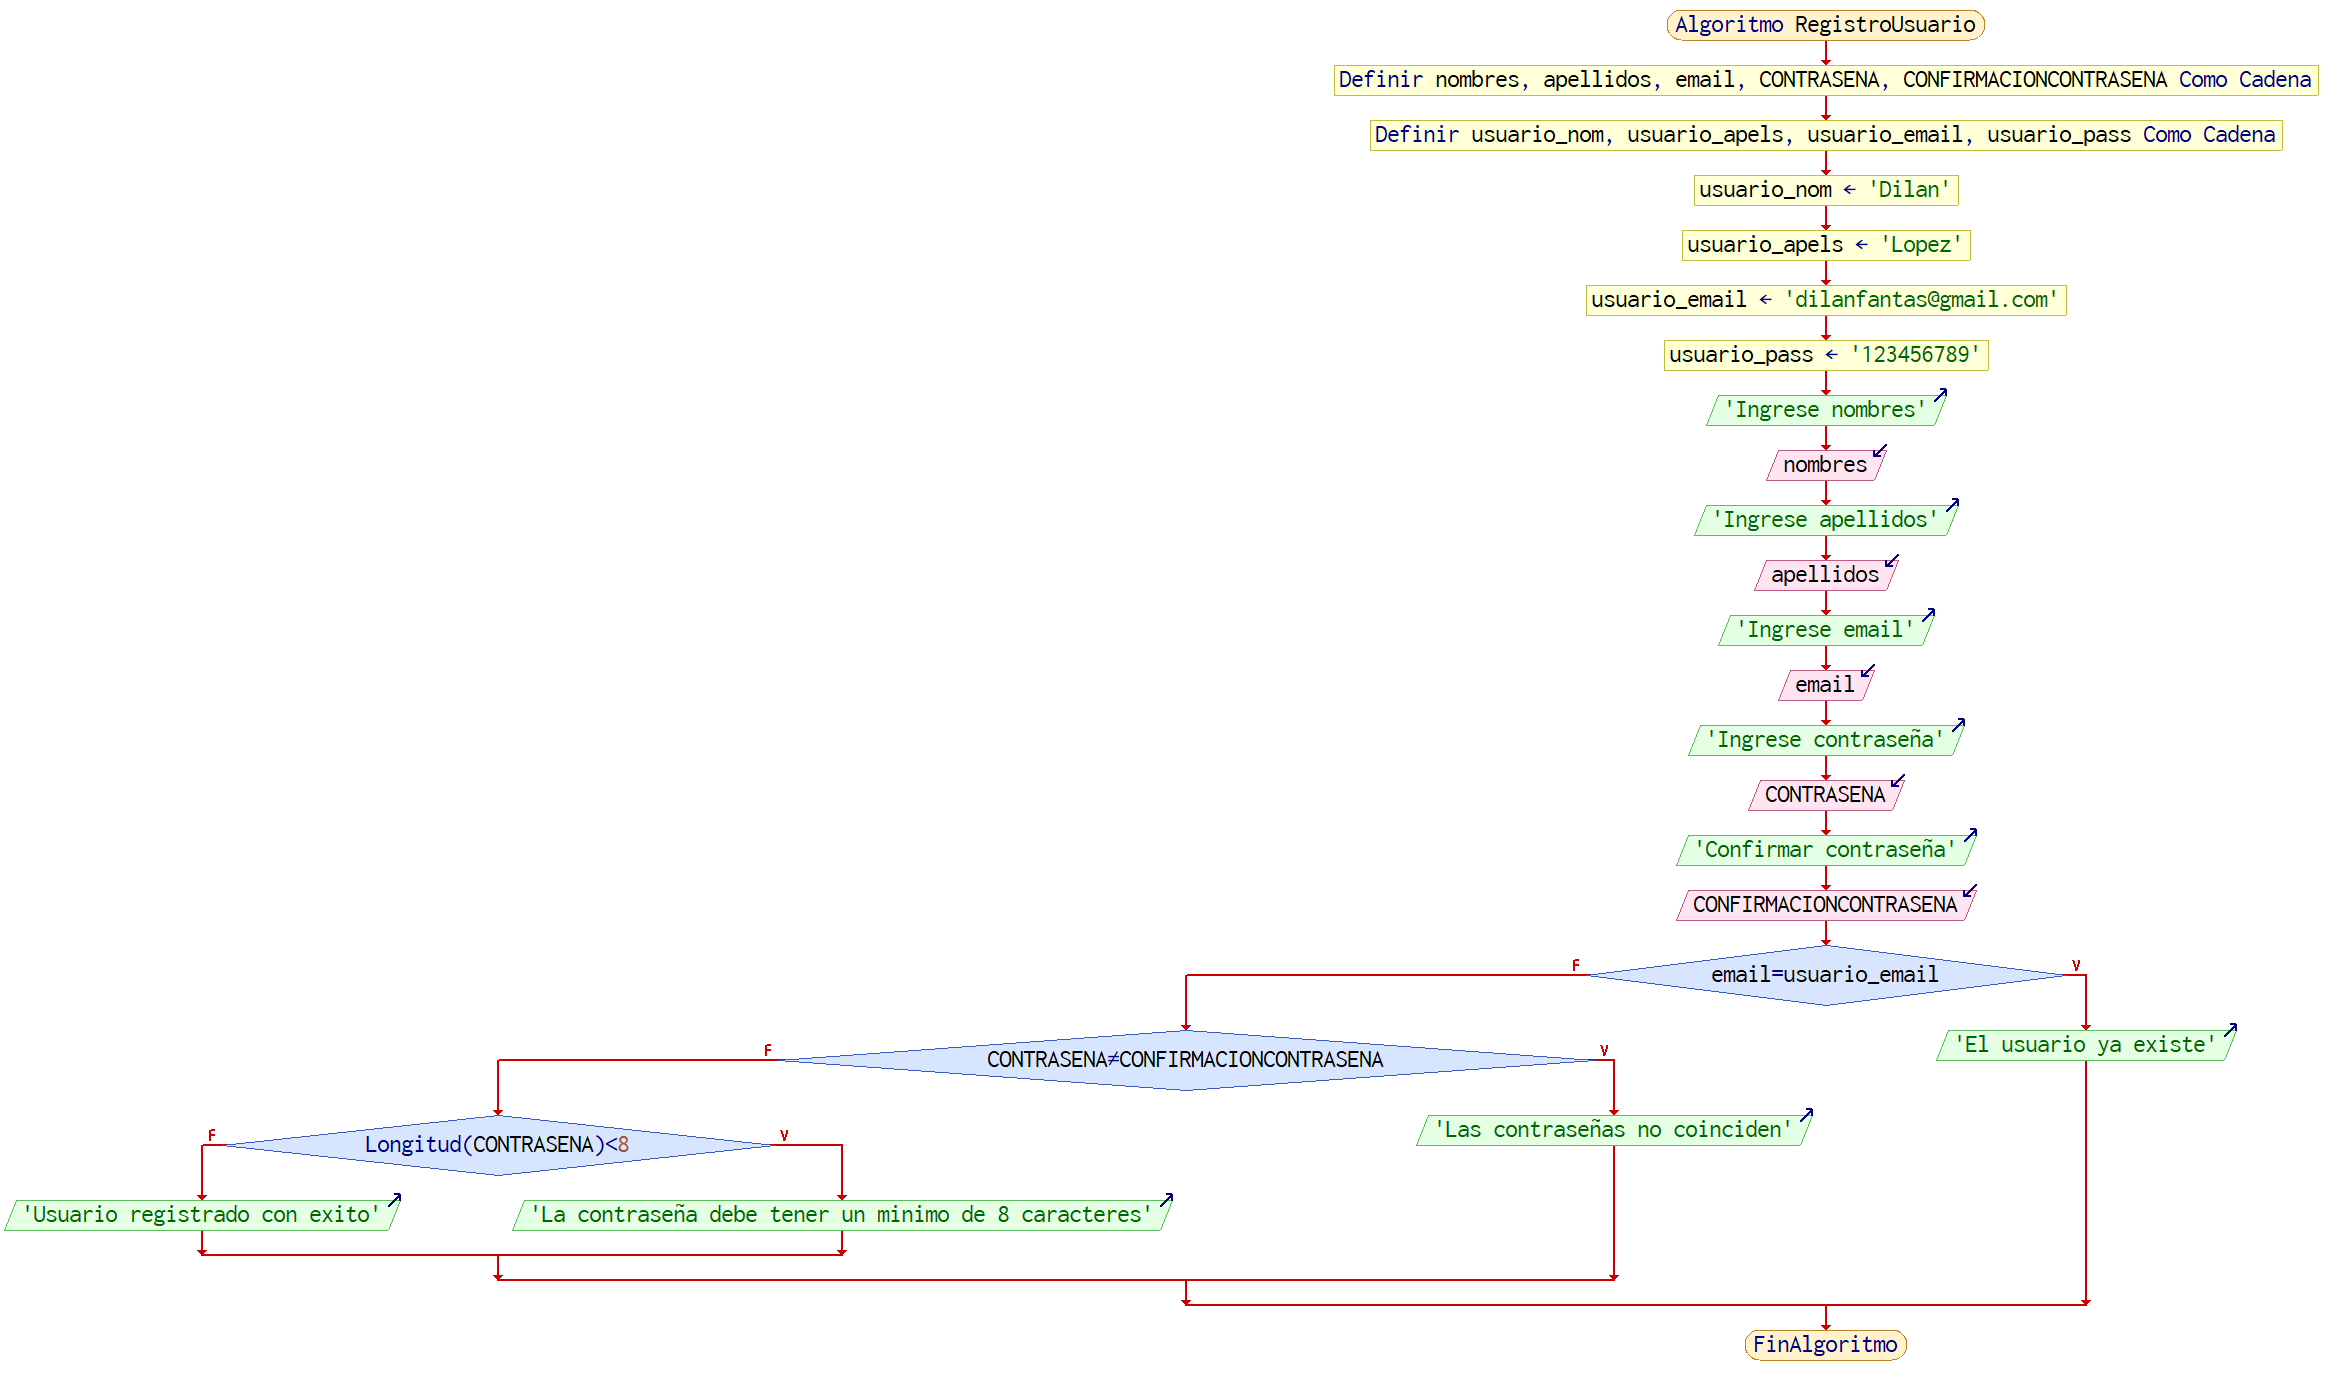 Algoritmo RegistroUsuario
Definir nombres, apellidos, email, CONTRASENA, CONFIRMACIONCONTRASENA Como Cadena
Definir usuario_nom, usuario_apels, usuario_email, usuario_pass Como Cadena
usuario_nom ← 'Dilan'
usuario_apels ← 'Lopez'
usuario_email ← 'dilanfantas@gmail.com'
usuario_pass ← '123456789'
'Ingrese nombres'
nombres
'Ingrese apellidos'
apellidos
'Ingrese email'
email
'Ingrese contraseña'
CONTRASENA
'Confirmar contraseña'
CONFIRMACIONCONTRASENA
F
email=usuario_email
V
'El usuario ya existe'
F
CONTRASENA≠CONFIRMACIONCONTRASENA
V
'Las contraseñas no coinciden'
F
Longitud(CONTRASENA)<8
V
'Usuario registrado con exito'
'La contraseña debe tener un minimo de 8 caracteres'
FinAlgoritmo